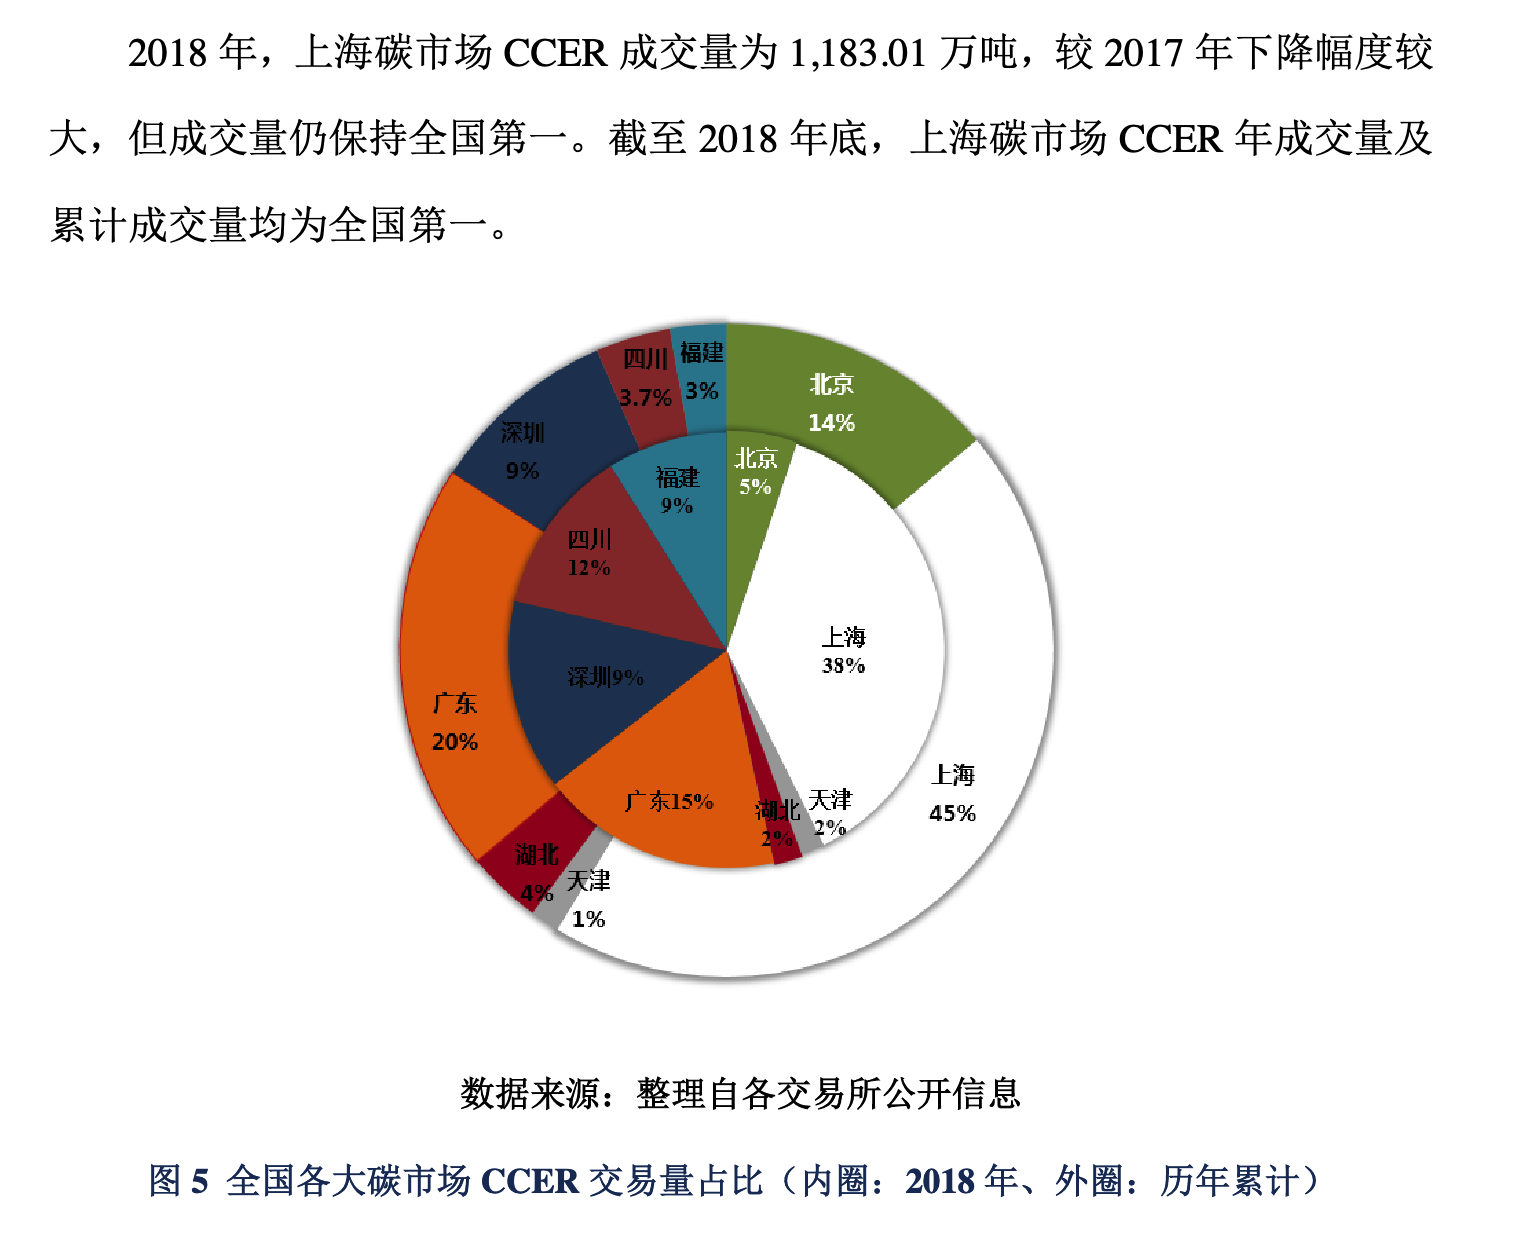 2018 年，上海碳市场 CCER 成交量为 1,183.01 万吨，较 2017 年下降幅度较
大，但成交量仍保持全国第一。截至 2018 年底，上海碳市场 CCER 年成交量及
累计成交量均为全国第一。
福建
3%
四川
3.7%
北京
14%
深圳
9%
北京
5%
福建
9%
四川
12%
上海
38%
深圳9%
广东
20%
上海
45%
广东15%
湖北
2%
天津
2%
湖北
4%
天津
1%
数据来源：整理自各交易所公开信息
图 5 全国各大碳市场 CCER 交易量占比（内圈：2018 年、外圈：历年累计）